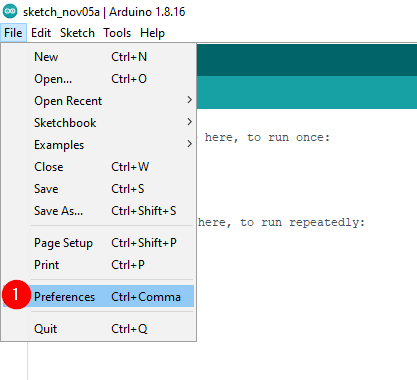 sketch_nov05a | Arduino 1.8.16
File Edit Sketch Tools Help
New Ctrl+N
Open... Ctrl+O
Open Recent
Sketchbook
here, to run once:
Examples
Close Ctrl+W
Save Ctrl+S
Save As... Ctrl+Shift+S
here, to run repeatedly:
Page Setup Ctrl+Shift+P
Print Ctrl+P
1 Preferences Ctrl+Comma
Quit Ctrl+Q